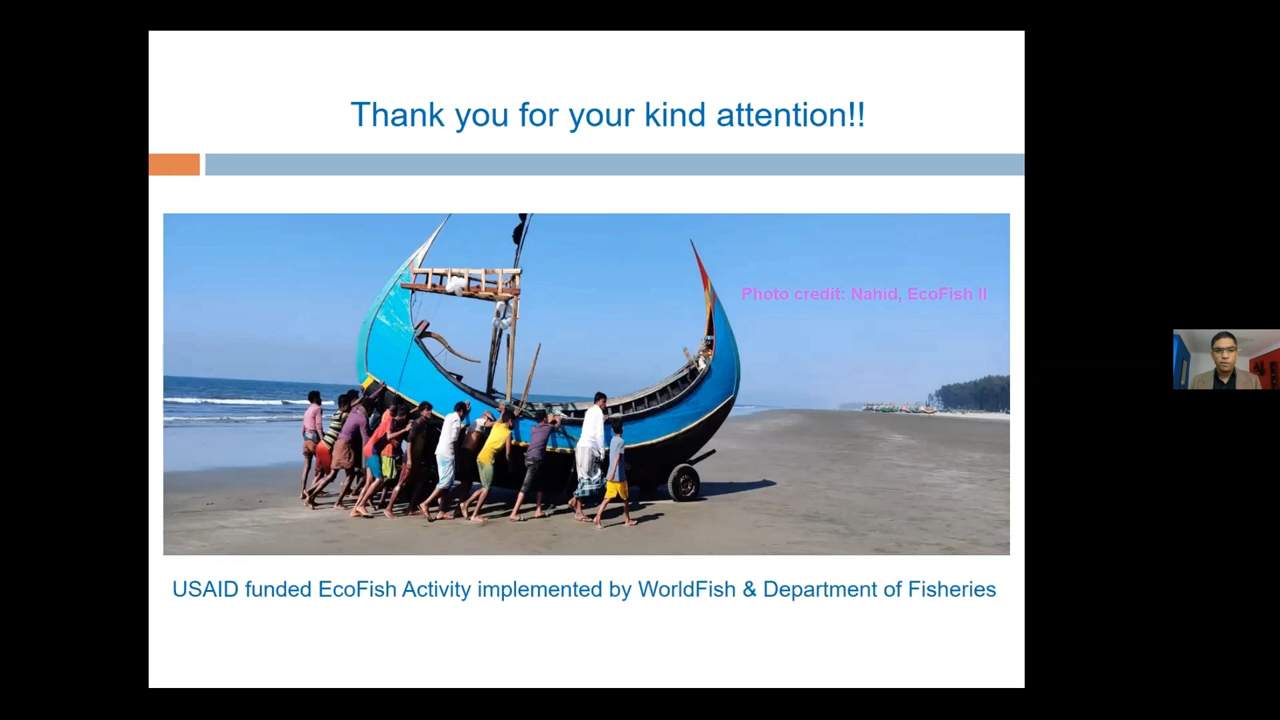 Thank you for your kind attention!!
Photo credit: Nahid, EcoFish II
USAID funded EcoFish Activity implemented by WorldFish & Department of Fisheries